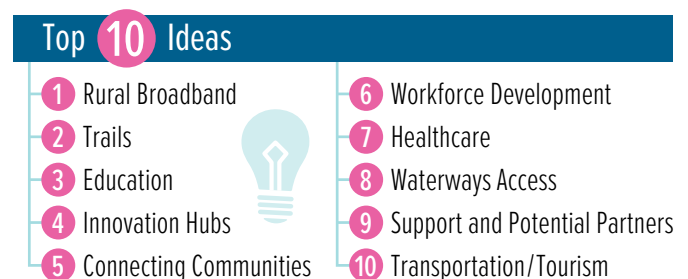 Top 10 Ideas
1 Rural Broadband
2 Trails
3 Education
4 Innovation Hubs
5 Connecting Communities
6 Workforce Development
7 Healthcare
8 Waterways Access
9 Support and Potential Partners
10 Transportation/Tourism